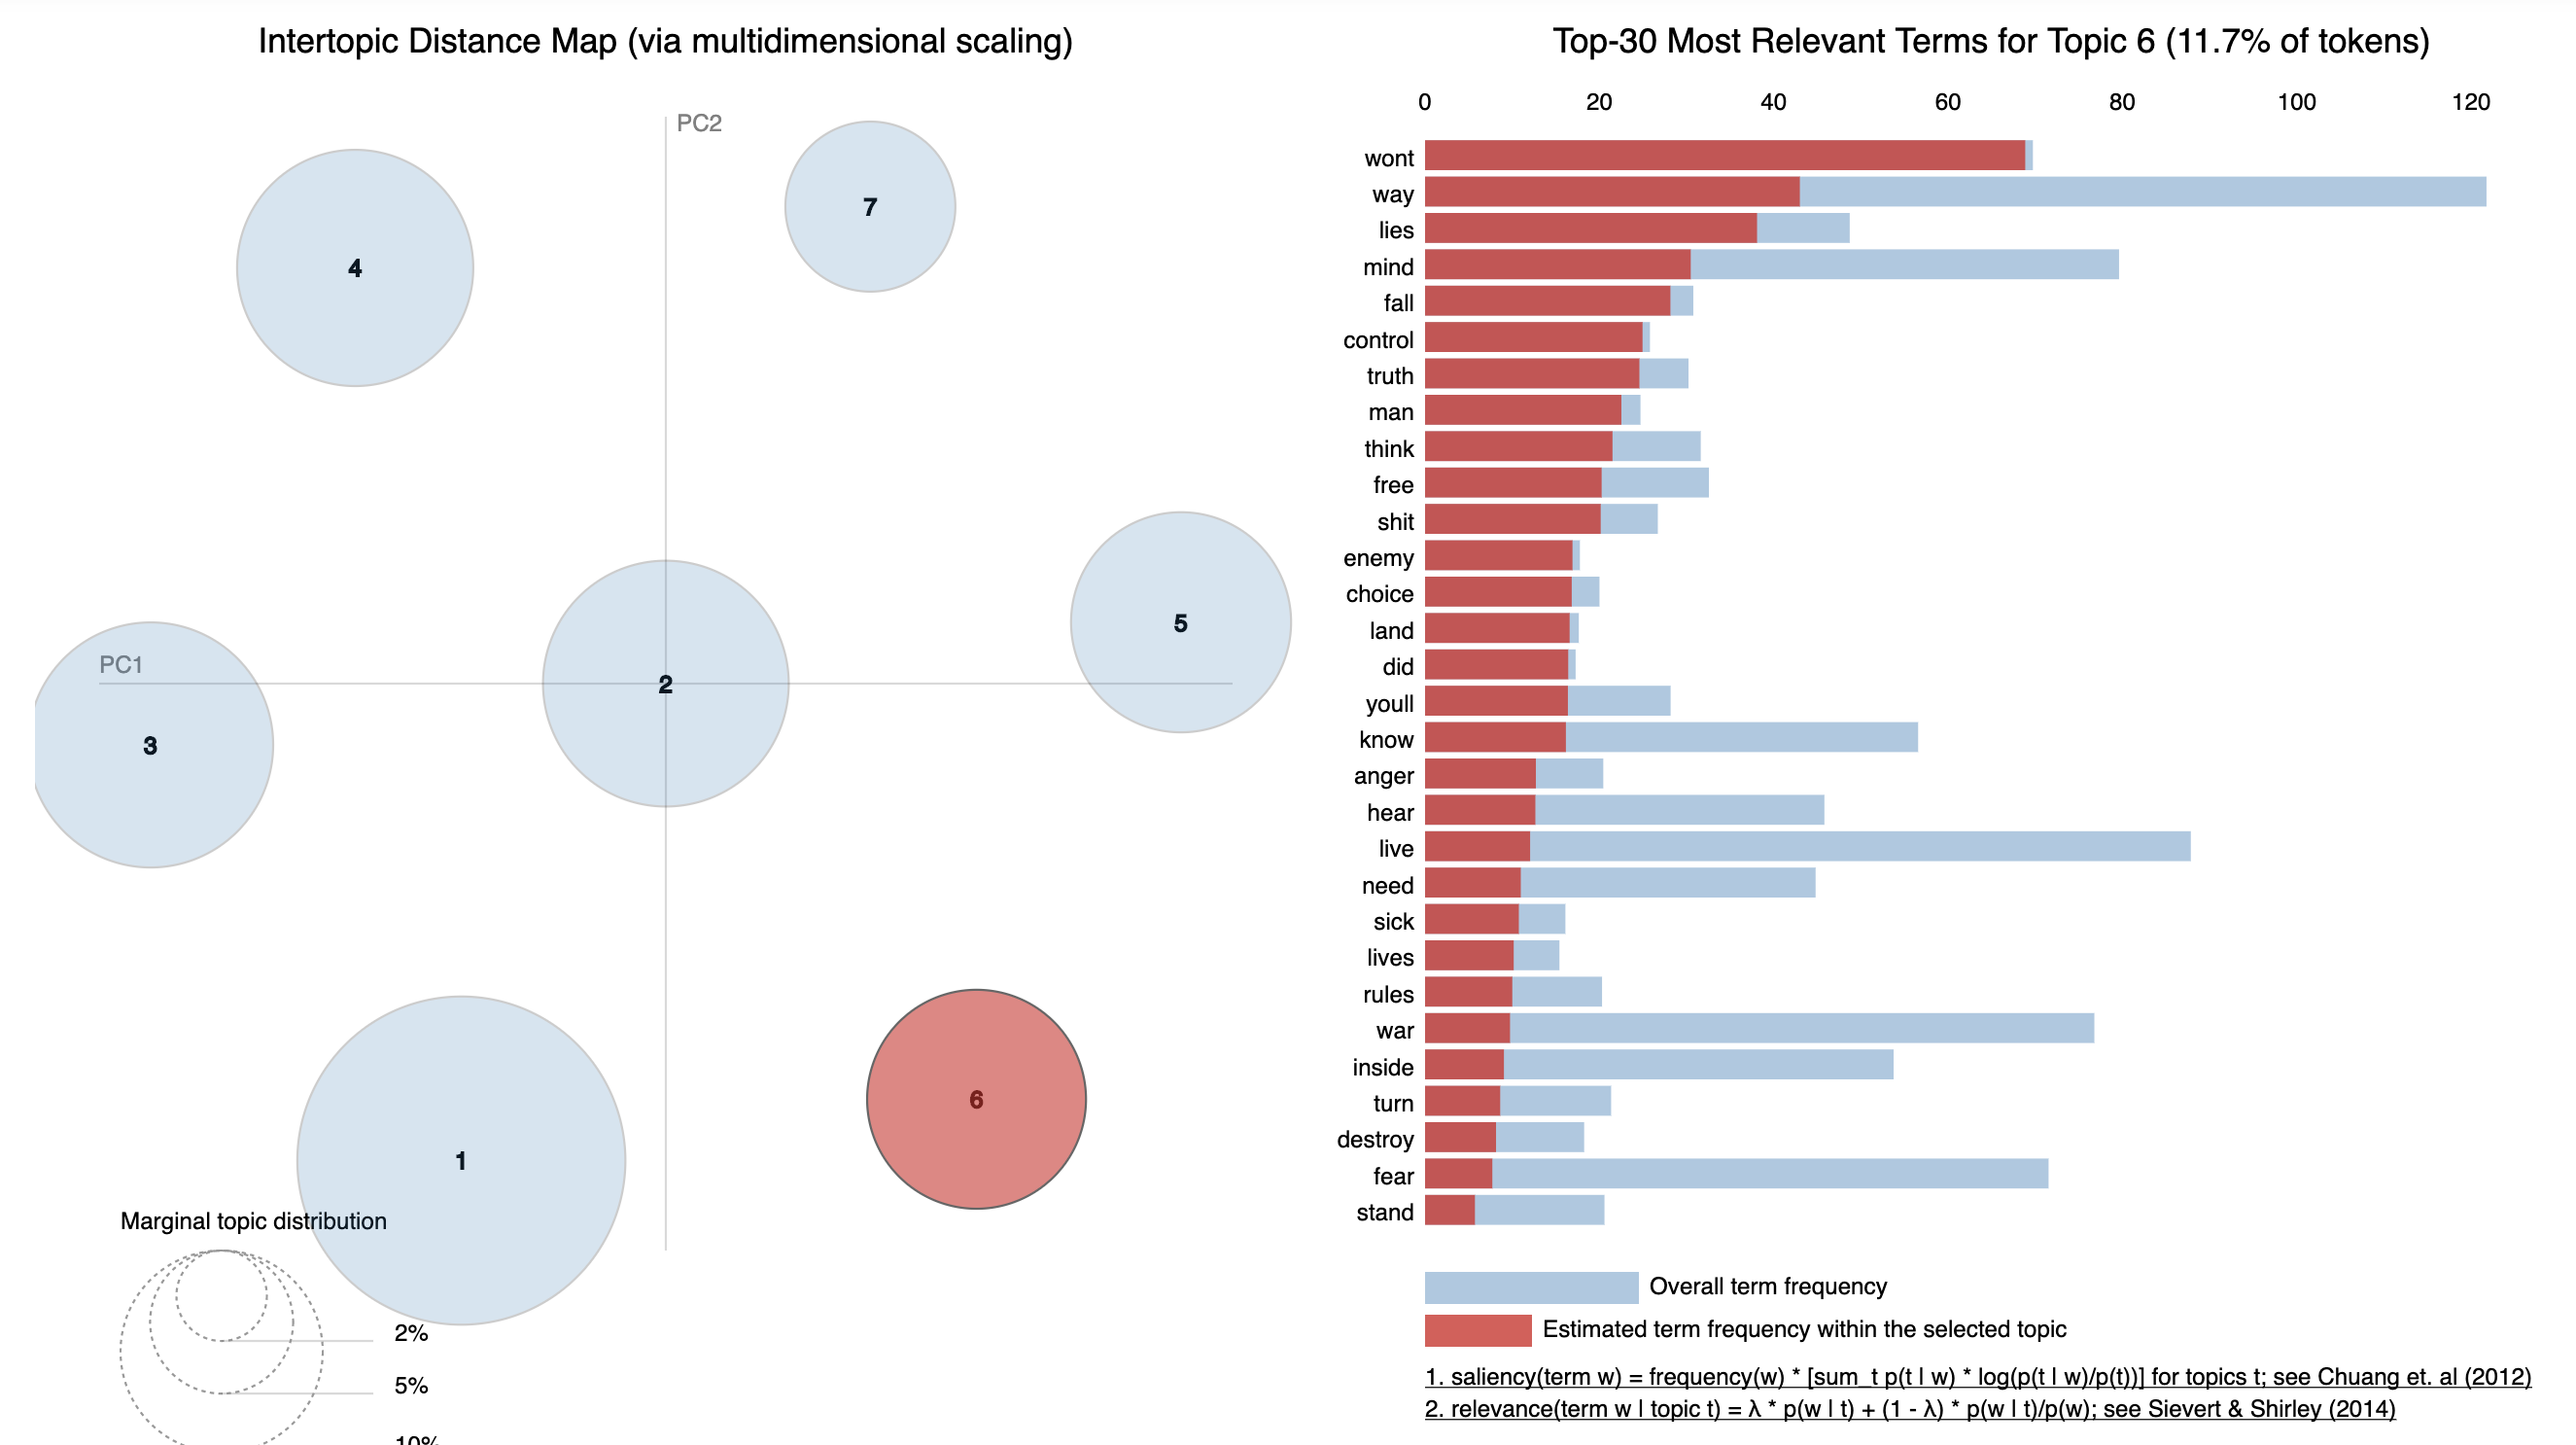 Intertopic Distance Map (via multidimensional scaling)
PC2
PC1
4
7
5
2
3
6
1
Marginal topic distribution
2%
5%
10%
Top-30 Most Relevant Terms for Topic 6 (11.7% of tokens)
0 20 40 60 80 100 120
wont
way
lies
mind
fall
control
truth
man
think
free
shit
enemy
choice
land
did
youll
know
anger
hear
live
need
sick
lives
rules
war
inside
turn
destroy
fear
stand
Overall term frequency
Estimated term frequency within the selected topic
1. saliency(term w) = frequency(w) * [sum_t p(t | w) * log(p(t | w)/p(t))] for topics t; see Chuang et. al (2012)
2. relevance(term w | topic t) = λ * p(w | t) + (1 - λ) * p(w | t)/p(w); see Sievert & Shirley (2014)